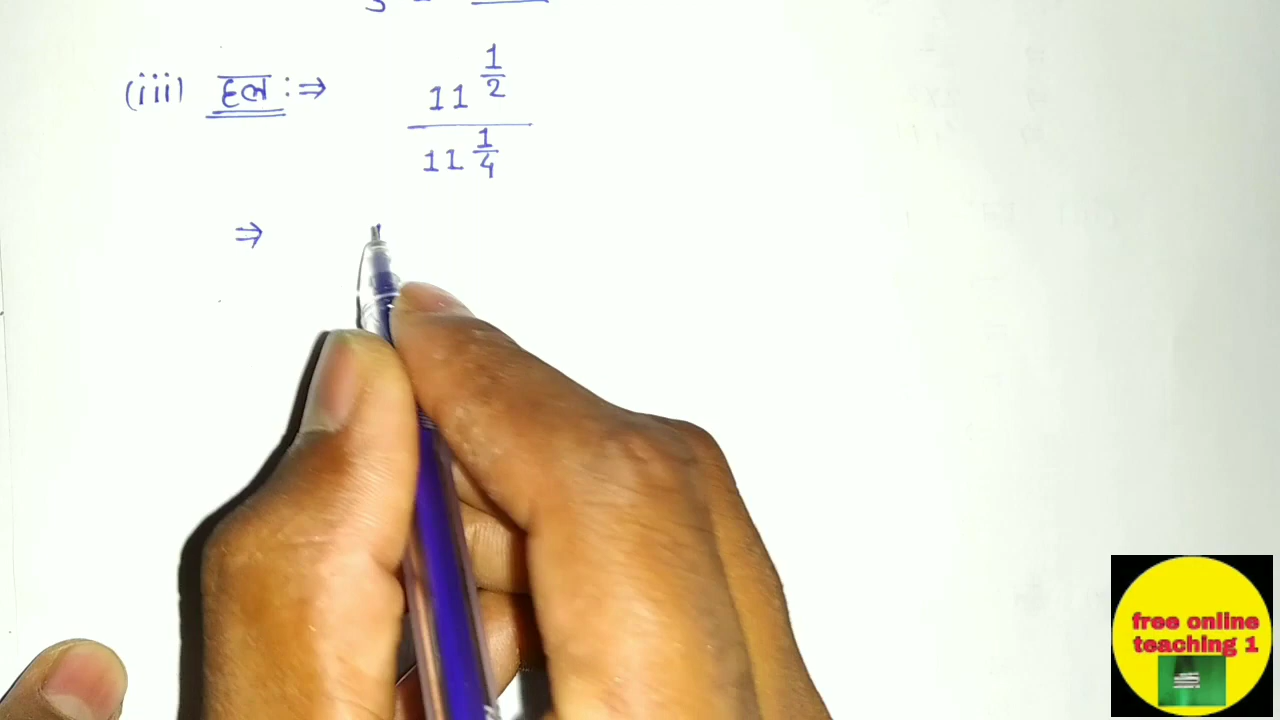 (iii) हल :⇒ 11^(1/2) / 11^(1/4)
⇒
free online
teaching 1